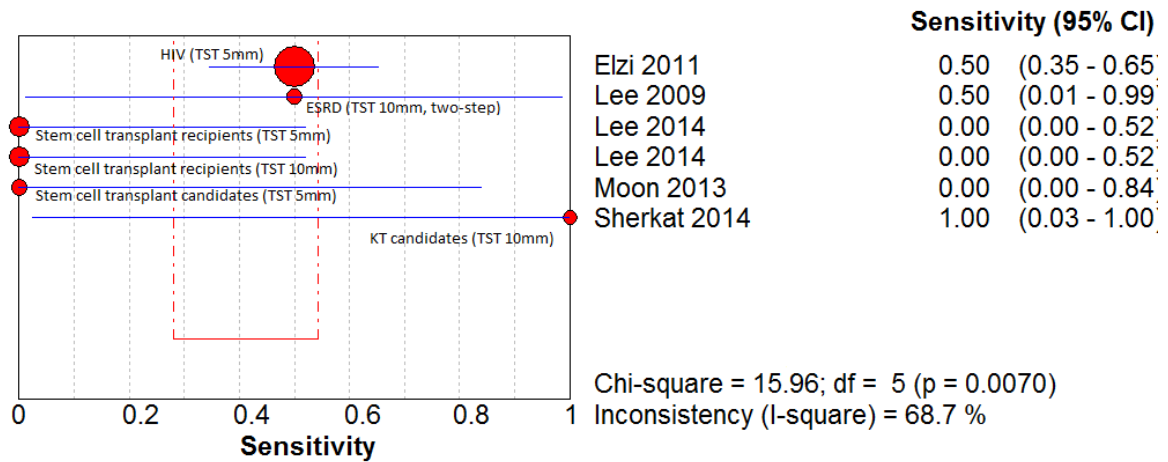 Sensitivity (95% CI)
HIV (TST 5mm)
Elzi 2011 0.50 (0.35 - 0.65)
ESRD (TST 10mm, two-step)
Lee 2009 0.50 (0.01 - 0.99)
Stem cell transplant recipients (TST 5mm)
Lee 2014 0.00 (0.00 - 0.52)
Stem cell transplant recipients (TST 10mm)
Lee 2014 0.00 (0.00 - 0.52)
Stem cell transplant candidates (TST 5mm)
Moon 2013 0.00 (0.00 - 0.84)
Sherkat 2014 1.00 (0.03 - 1.00)
KT candidates (TST 10mm)
Chi-square = 15.96; df = 5 (p = 0.0070)
Inconsistency (I-square) = 68.7 %
0 0.2 0.4 0.6 0.8 1
Sensitivity